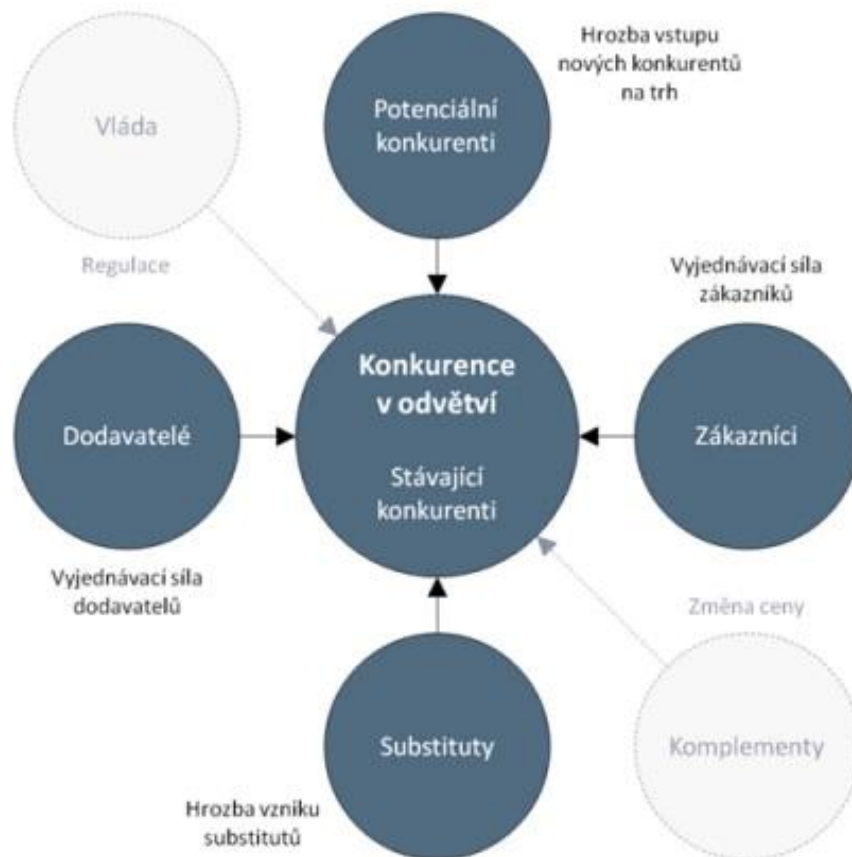 Hrozba vstupu
nových konkurentů
na trh
Vláda
Potenciální
konkurenti
Regulace
Vyjednávací síla
zákazníků
Konkurence
v odvětví
Dodavatelé
Zákazníci
Stávající
konkurenti
Vyjednávací síla
dodavatelů
Změna ceny
Substituty
Komplementy
Hrozba vzniku
substitutů